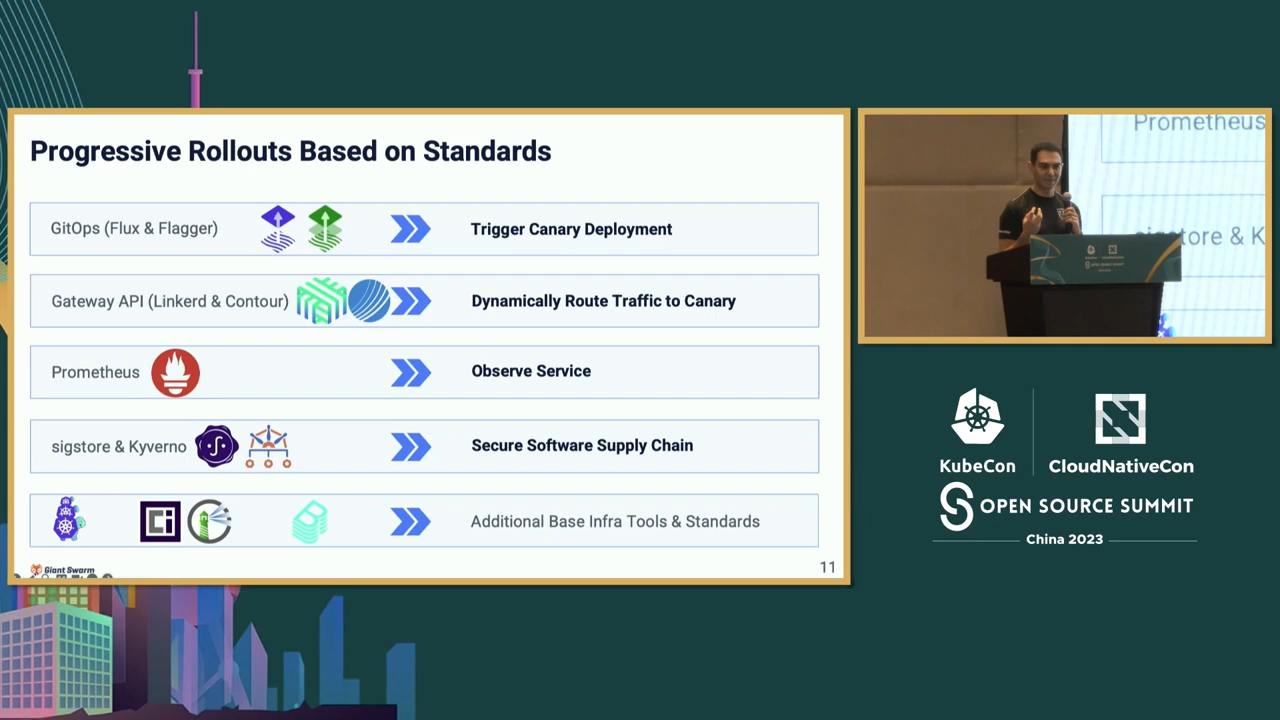 Progressive Rollouts Based on Standards
GitOps (Flux & Flagger)
Trigger Canary Deployment
Gateway API (Linkerd & Contour)
Dynamically Route Traffic to Canary
Prometheus
Observe Service
sigstore & Kyverno
Secure Software Supply Chain
Ci
Additional Base Infra Tools & Standards
Giant Swarm
11
Prometheus
sigstore & K
KubeCon
CloudNativeCon
OPEN SOURCE SUMMIT
China 2023